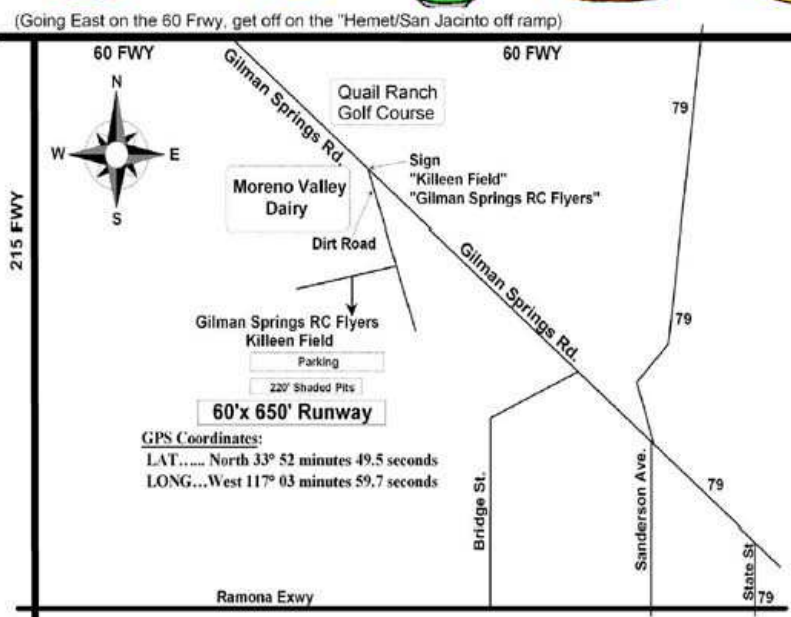 (Going East on the 60 Frwy, get off on the "Hemet/San Jacinto off ramp)
60 FWY
60 FWY
N
W
E
S
215 FWY
Gilman Springs Rd.
Quail Ranch
Golf Course
79
Sign
"Killeen Field"
"Gilman Springs RC Flyers"
Moreno Valley
Dairy
Dirt Road
Gilman Springs Rd.
79
Gilman Springs RC Flyers
Killeen Field
Parking
220' Shaded Pits
60'x 650' Runway
GPS Coordinates:
LAT...... North 33° 52 minutes 49.5 seconds
LONG...West 117° 03 minutes 59.7 seconds
Bridge St.
Sanderson Ave.
79
State St
79
Ramona Exwy